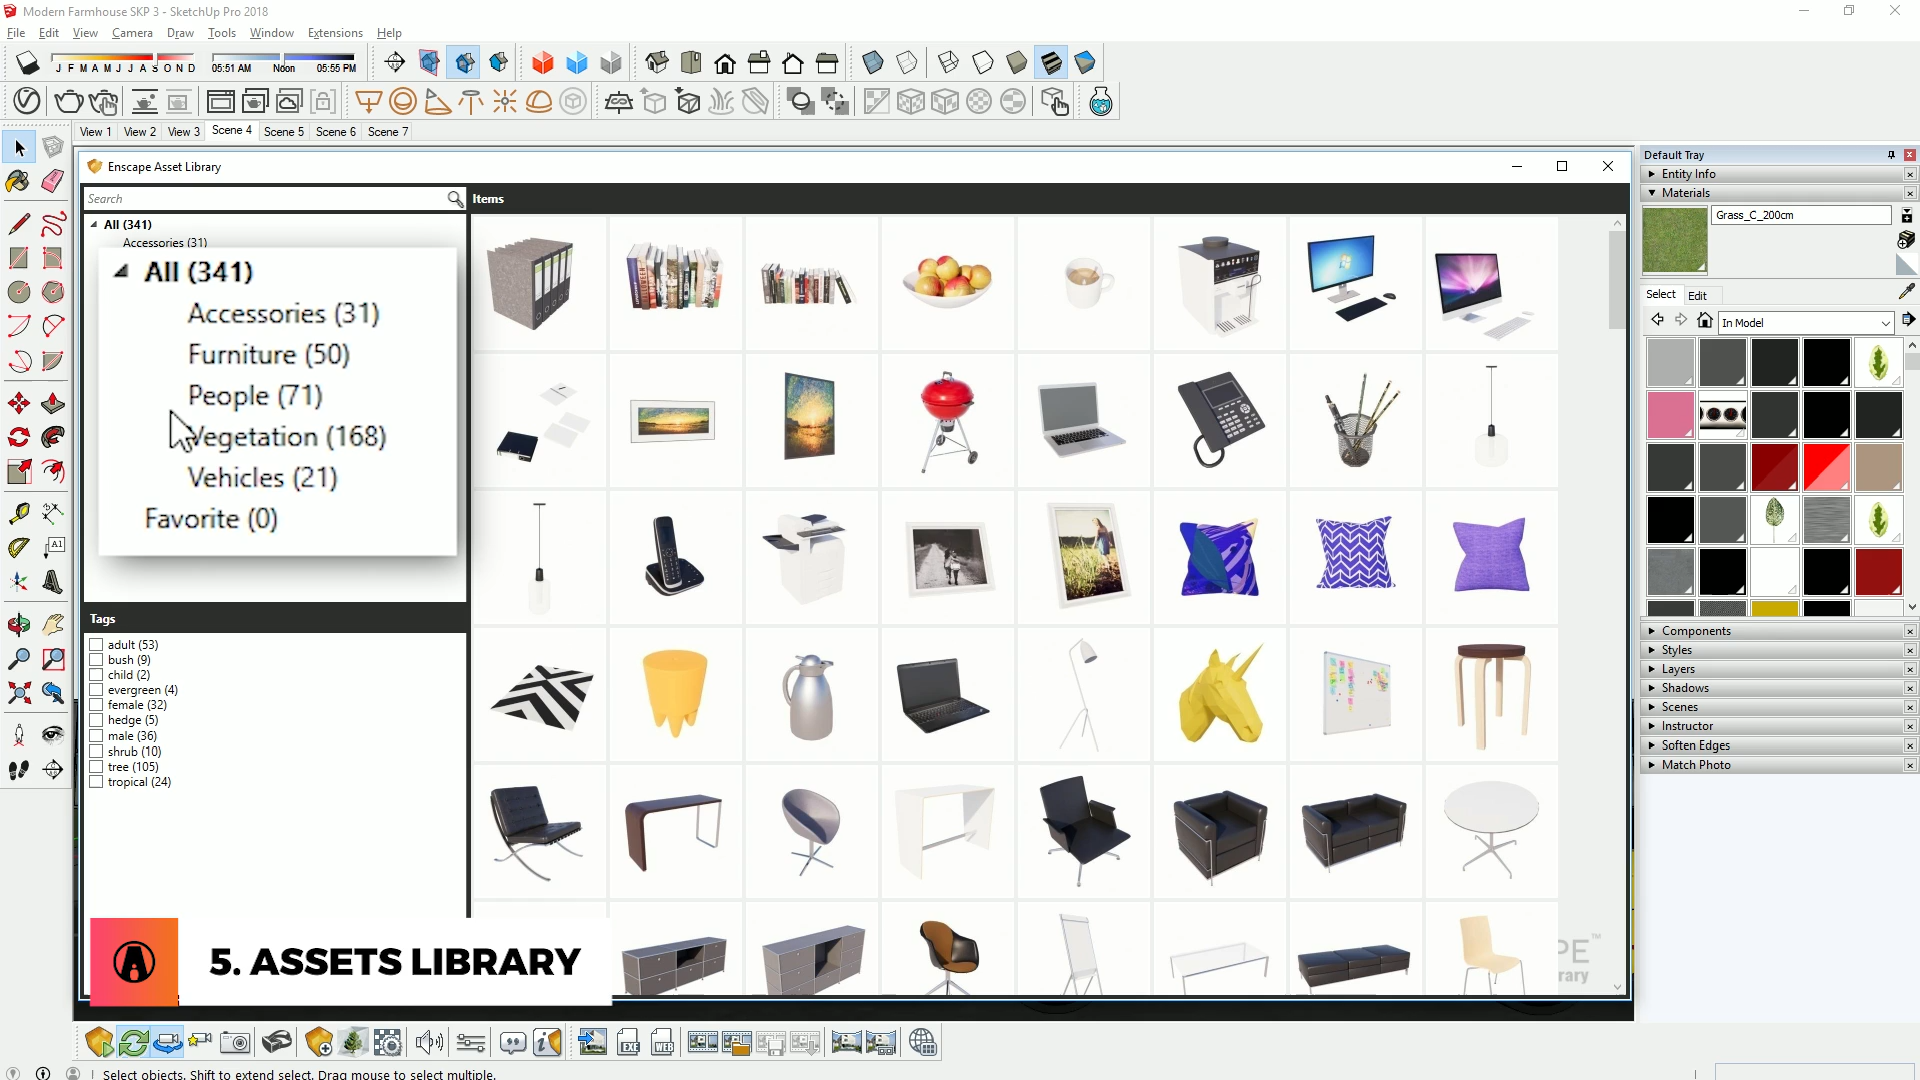 Modern Farmhouse SKP 3 - SketchUp Pro 2018
File Edit View Camera Draw Tools Window Extensions Help
J F M A M J J A S O N D 05:51 AM Noon 05:55 PM
View 1 View 2 View 3 Scene 4 Scene 5 Scene 6 Scene 7
Enscape Asset Library
Search
Items
All (341)
Accessories (31)
All (341)
Accessories (31)
Furniture (50)
People (71)
Vegetation (168)
Vehicles (21)
Favorite (0)
Tags
adult (53)
bush (9)
child (2)
evergreen (4)
female (32)
hedge (5)
male (36)
shrub (10)
tree (105)
tropical (24)
5. ASSETS LIBRARY
PE™
rary
Default Tray
Entity Info
Materials
Grass_C_200cm
Select Edit
In Model
Components
Styles
Layers
Shadows
Scenes
Instructor
Soften Edges
Match Photo
A1
EXE
WEB
Select objects. Shift to extend select. Drag mouse to select multiple.